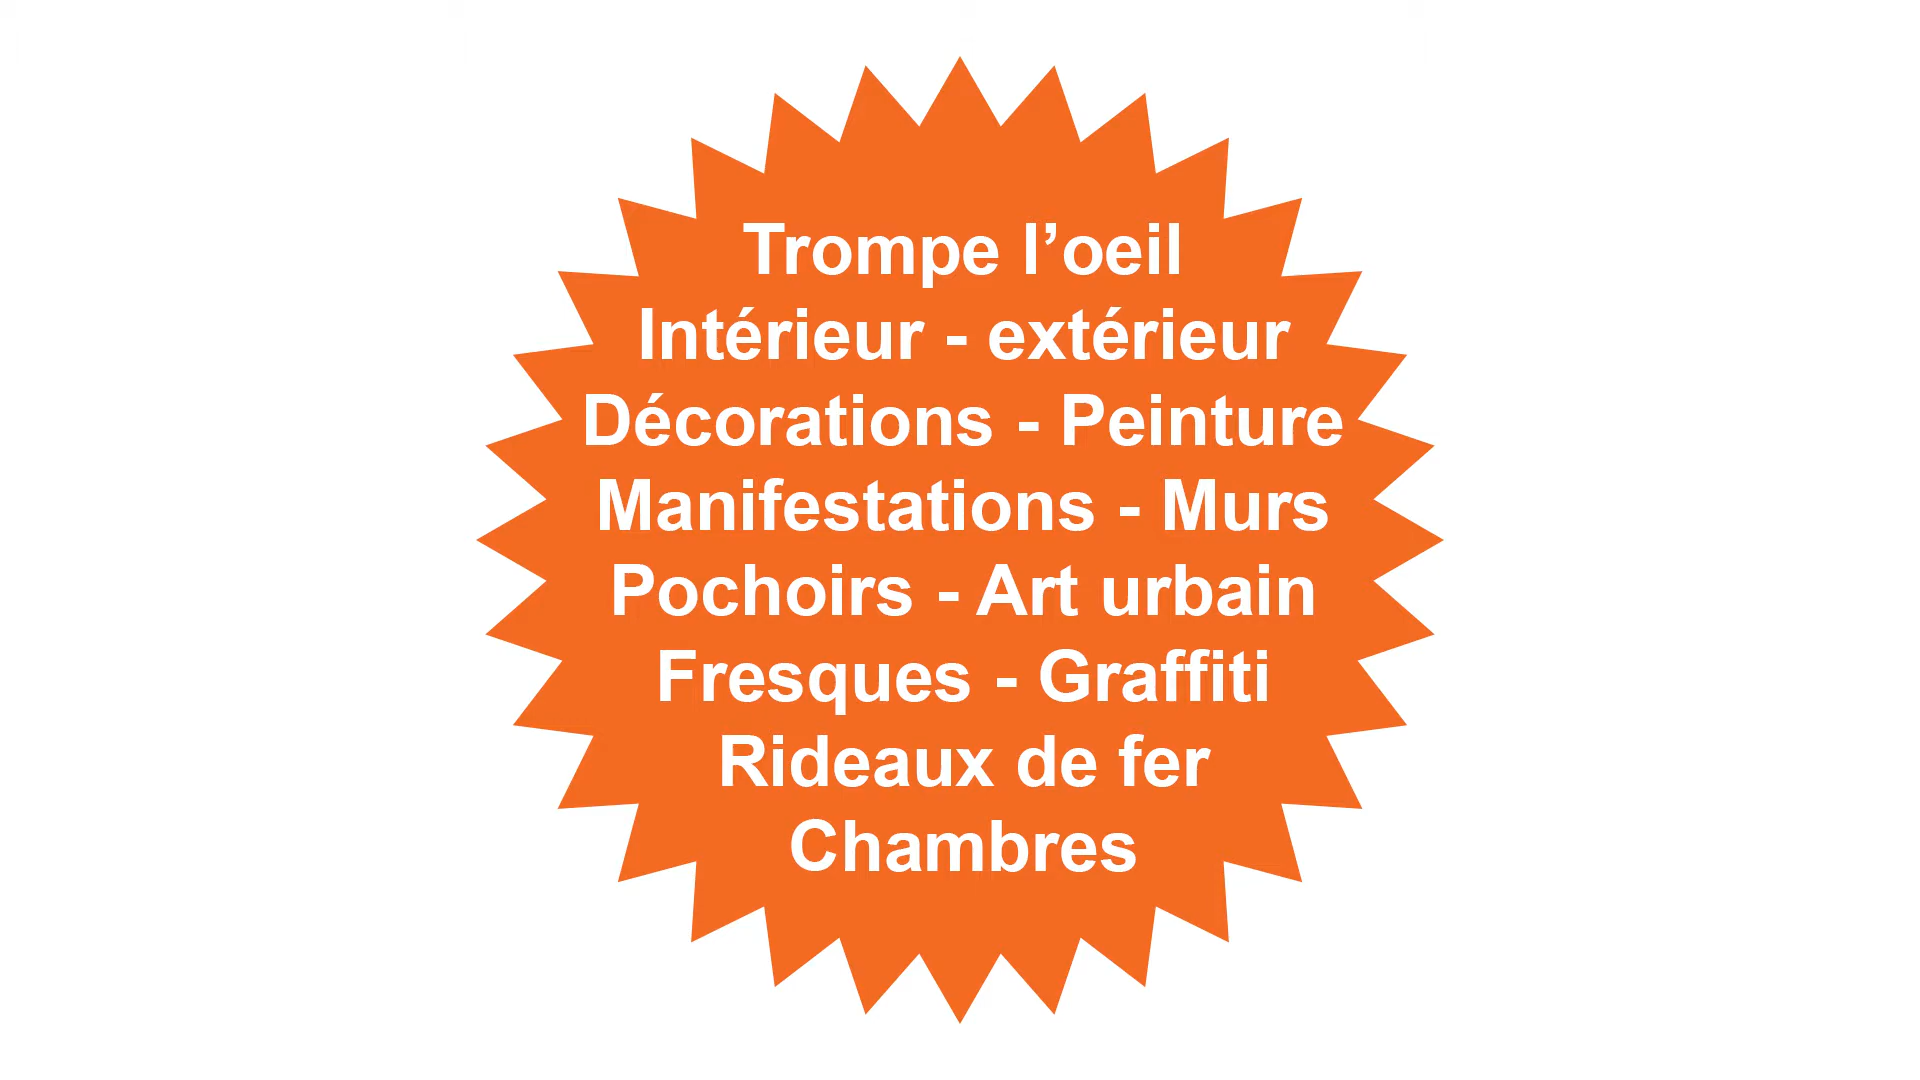 Trompe l’oeil
Intérieur - extérieur
Décorations - Peinture
Manifestations - Murs
Pochoirs - Art urbain
Fresques - Graffiti
Rideaux de fer
Chambres